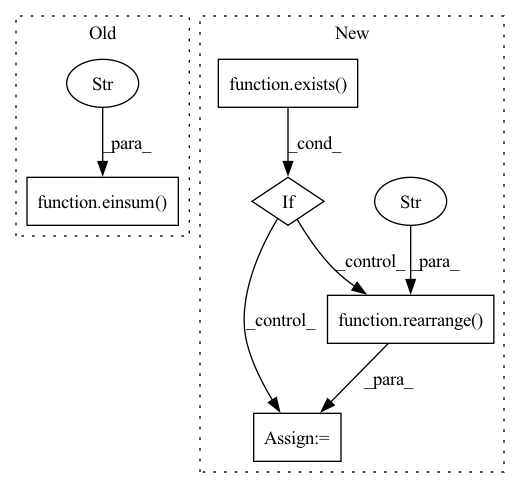 Old
New
Str
function.exists()
_para_
_cond_
function.einsum()
If
Str
_control_
_para_
_control_
function.rearrange()
_para_
Assign:=